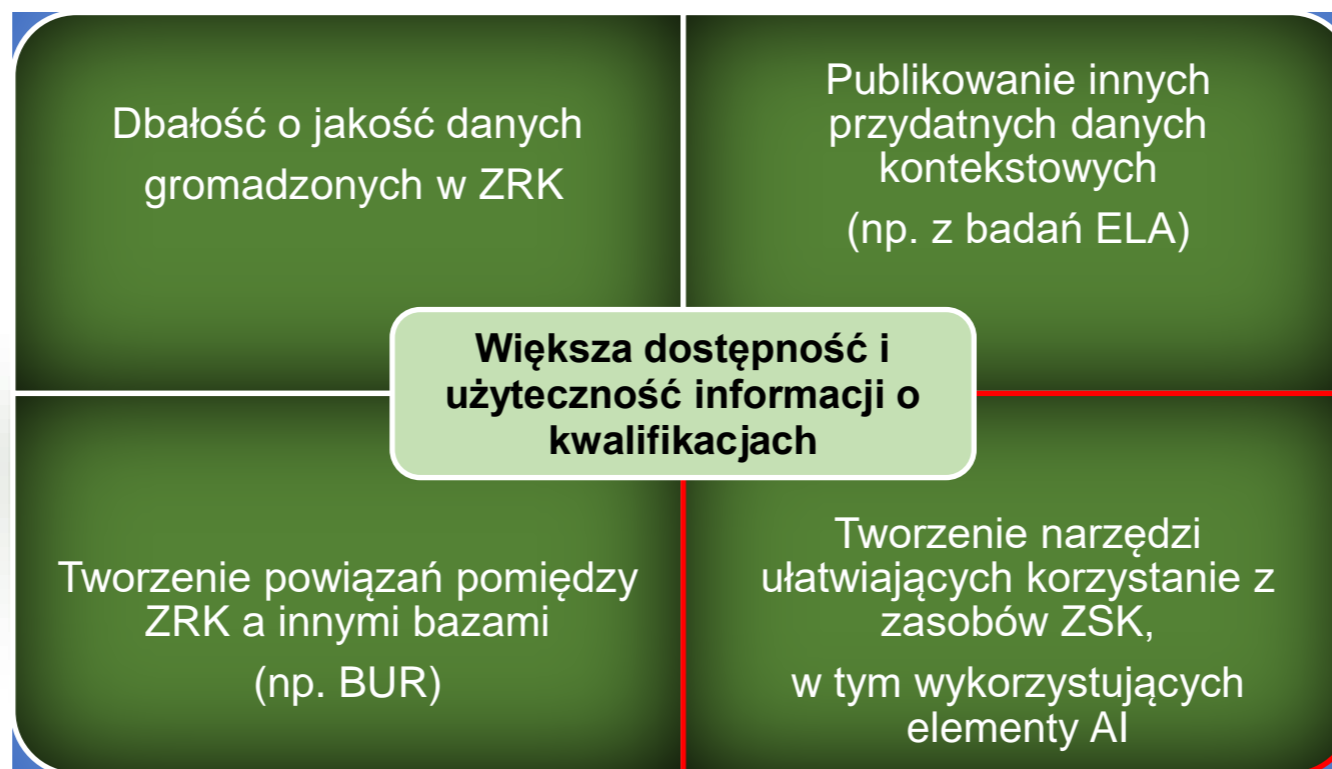 Dbałość o jakość danych
gromadzonych w ZRK
Publikowanie innych
przydatnych danych
kontekstowych
(np. z badań ELA)
Większa dostępność i
użyteczność informacji o
kwalifikacjach
Tworzenie powiązań pomiędzy
ZRK a innymi bazami
(np. BUR)
Tworzenie narzędzi
ułatwiających korzystanie z
zasobów ZSK,
w tym wykorzystujących
elementy AI